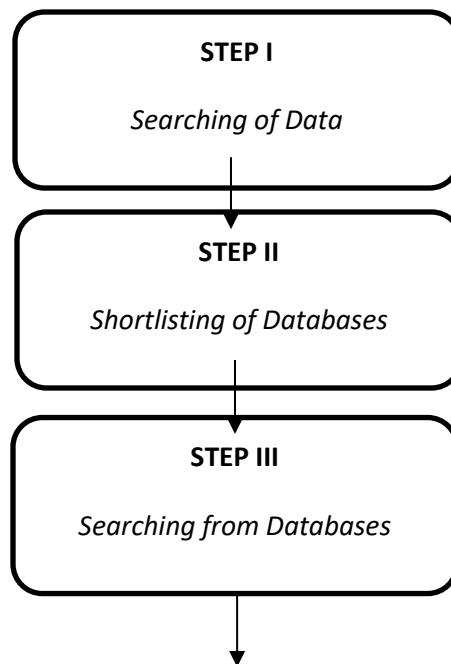 STEP I
Searching of Data
STEP II
Shortlisting of Databases
STEP III
Searching from Databases